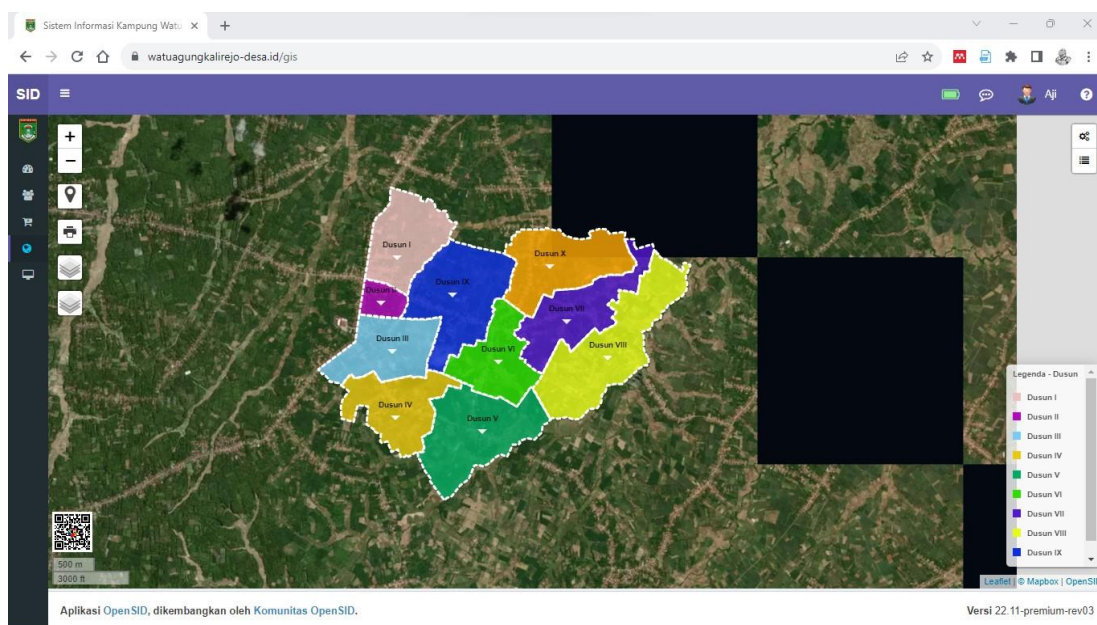 Sistem Informasi Kampung Watu
watuagungkalirejo-desa.id/gis
SID
Aji
Dusun I
Dusun X
Dusun IX
Dusun II
Dusun VII
Dusun III
Dusun VI
Dusun VIII
Dusun IV
Dusun V
Legenda - Dusun
Dusun I
Dusun II
Dusun III
Dusun IV
Dusun V
Dusun VI
Dusun VII
Dusun VIII
Dusun IX
500 m
3000 ft
Leaflet | © Mapbox | OpenSI
Aplikasi OpenSID, dikembangkan oleh Komunitas OpenSID.
Versi 22.11-premium-rev03